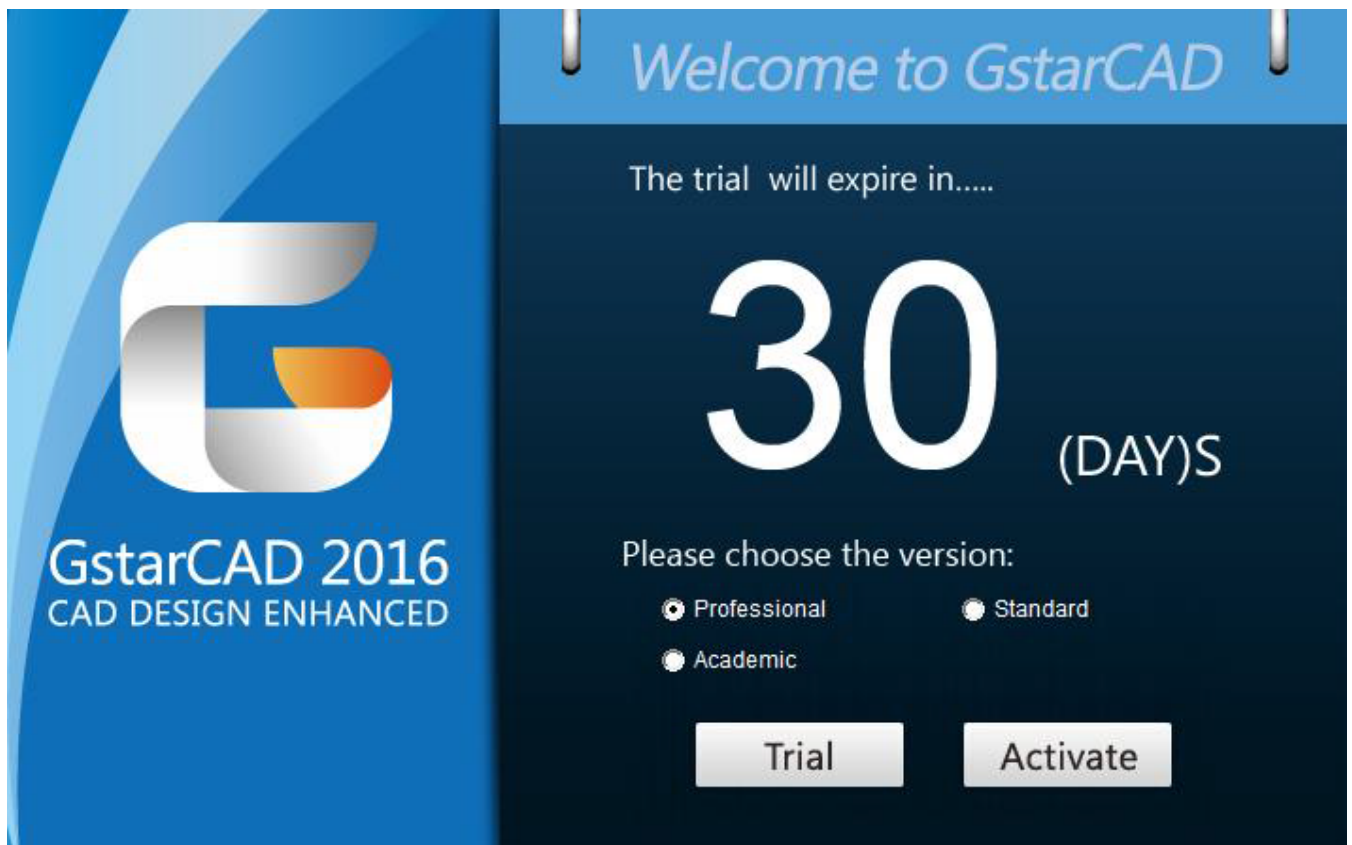 Welcome to GstarCAD
The trial will expire in.....
30
(DAY)S
GstarCAD 2016
CAD DESIGN ENHANCED
Please choose the version:
Professional
Standard
Academic
Trial
Activate